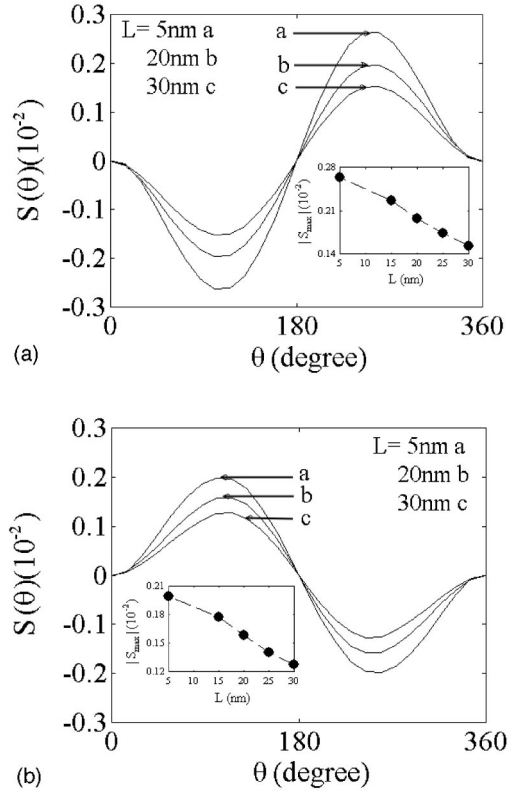 0.3
L= 5nm a
20nm b
30nm c
a
b
c
0.2
0.1
0
-0.1
-0.2
-0.3
S(θ)(10⁻²)
0.28
0.21
0.14
|Smax|(10⁻²)
5 10 15 20 25 30
L (nm)
0 180 360
θ (degree)
(a)
0.3
L= 5nm a
20nm b
30nm c
a
b
c
0.2
0.1
0
-0.1
-0.2
-0.3
S(θ)(10⁻²)
0.21
0.18
0.15
0.12
|Smax|(10⁻²)
5 10 15 20 25 30
L (nm)
0 180 360
θ (degree)
(b)